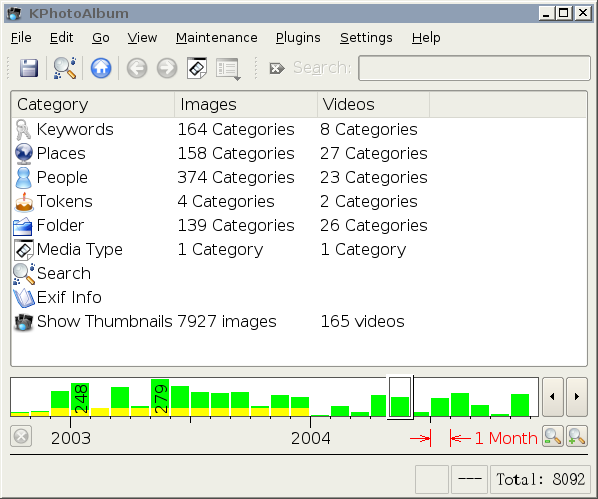 KPhotoAlbum
File Edit Go View Maintenance Plugins Settings Help
Search:
Category Images Videos
Keywords 164 Categories 8 Categories
Places 158 Categories 27 Categories
People 374 Categories 23 Categories
Tokens 4 Categories 2 Categories
Folder 139 Categories 26 Categories
Media Type 1 Category 1 Category
Search
Exif Info
Show Thumbnails 7927 images 165 videos
248 279
2003 2004 1 Month
--- Total: 8092